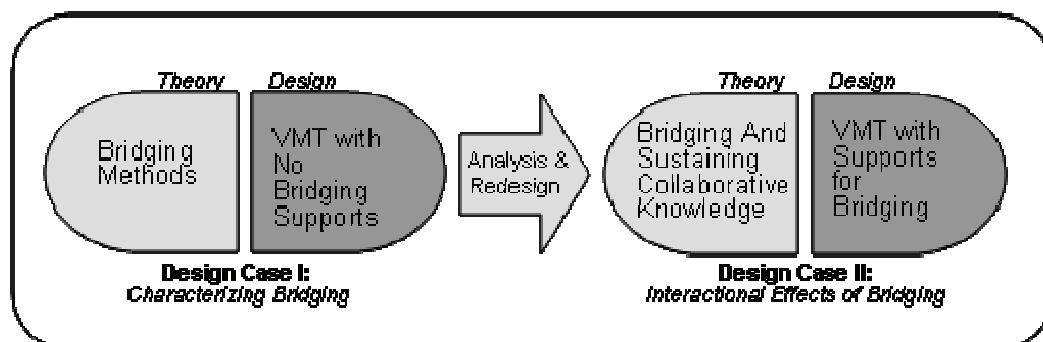 Theory Design
Bridging
Methods
VMT with
No
Bridging
Supports
Analysis &
Redesign
Theory Design
Bridging And
Sustaining
Collaborative
Knowledge
VMT with
Supports
for
Bridging
Design Case I:
Characterizing Bridging
Design Case II:
Interactional Effects of Bridging